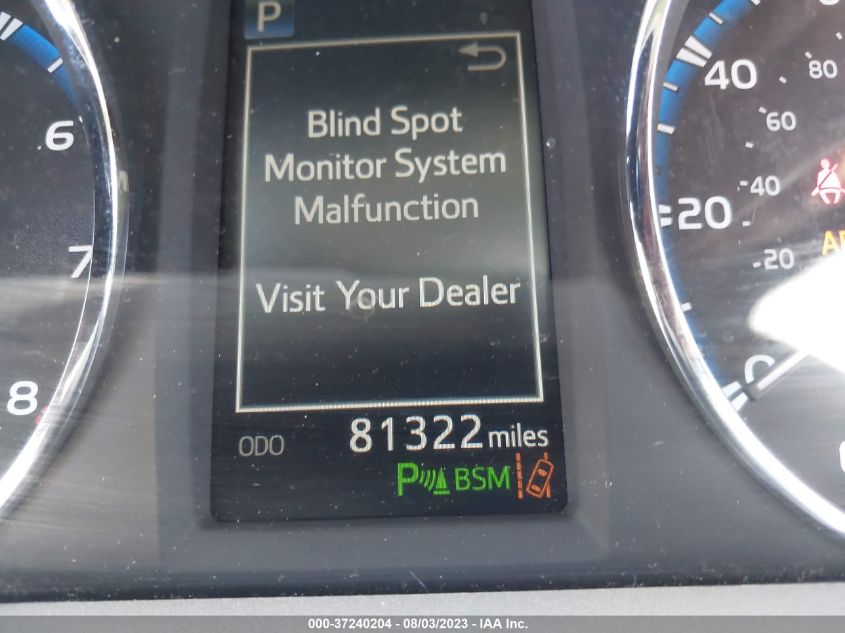 P
Blind Spot
Monitor System
Malfunction
Visit Your Dealer
ODO 81322 miles
P BSM
6
7
8
40
20
0
80
60
40
20
000-37240204 - 08/03/2023 - IAA Inc.